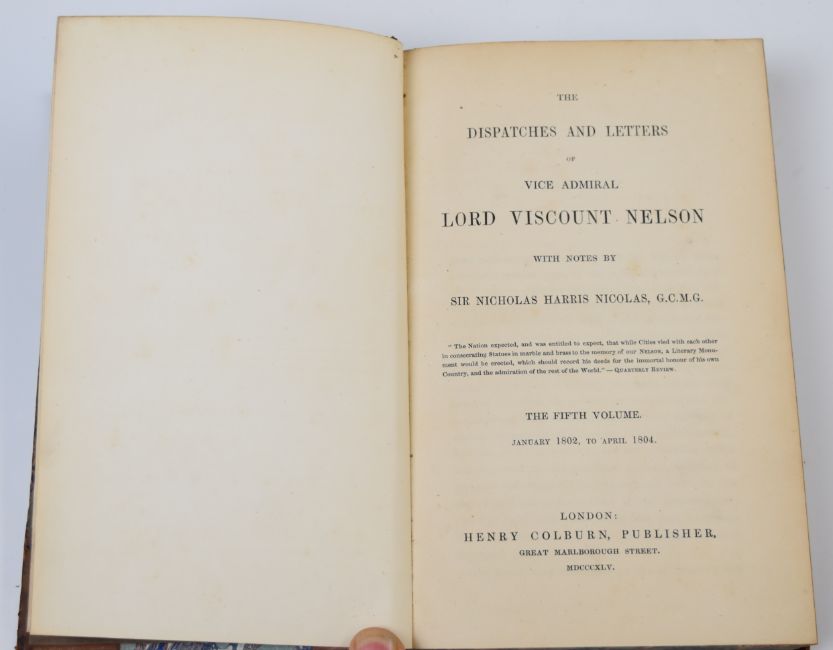 THE
DISPATCHES AND LETTERS
OF
VICE ADMIRAL
LORD VISCOUNT NELSON
WITH NOTES BY
SIR NICHOLAS HARRIS NICOLAS, G.C.M.G.
"The Nation expected, and was entitled to expect, that while Cities vied with each other
in consecrating Statues in marble and brass to the memory of our NELSON, a Literary Monu-
ment would be erected, which should record his deeds for the immortal honour of his own
Country, and the admiration of the rest of the World."—QUARTERLY REVIEW.
THE FIFTH VOLUME.
JANUARY 1802, TO APRIL 1804.
LONDON:
HENRY COLBURN, PUBLISHER,
GREAT MARLBOROUGH STREET.
MDCCCXLV.